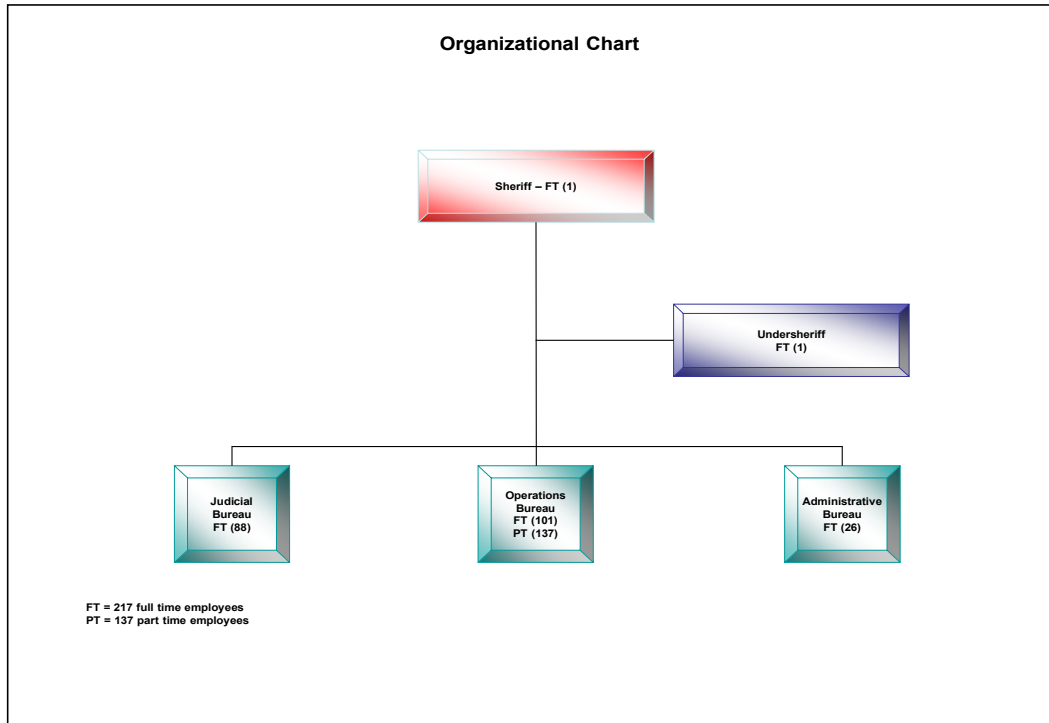 Organizational Chart
Sheriff – FT (1)
Undersheriff
FT (1)
Judicial
Bureau
FT (88)
Operations
Bureau
FT (101)
PT (137)
Administrative
Bureau
FT (26)
FT = 217 full time employees
PT = 137 part time employees